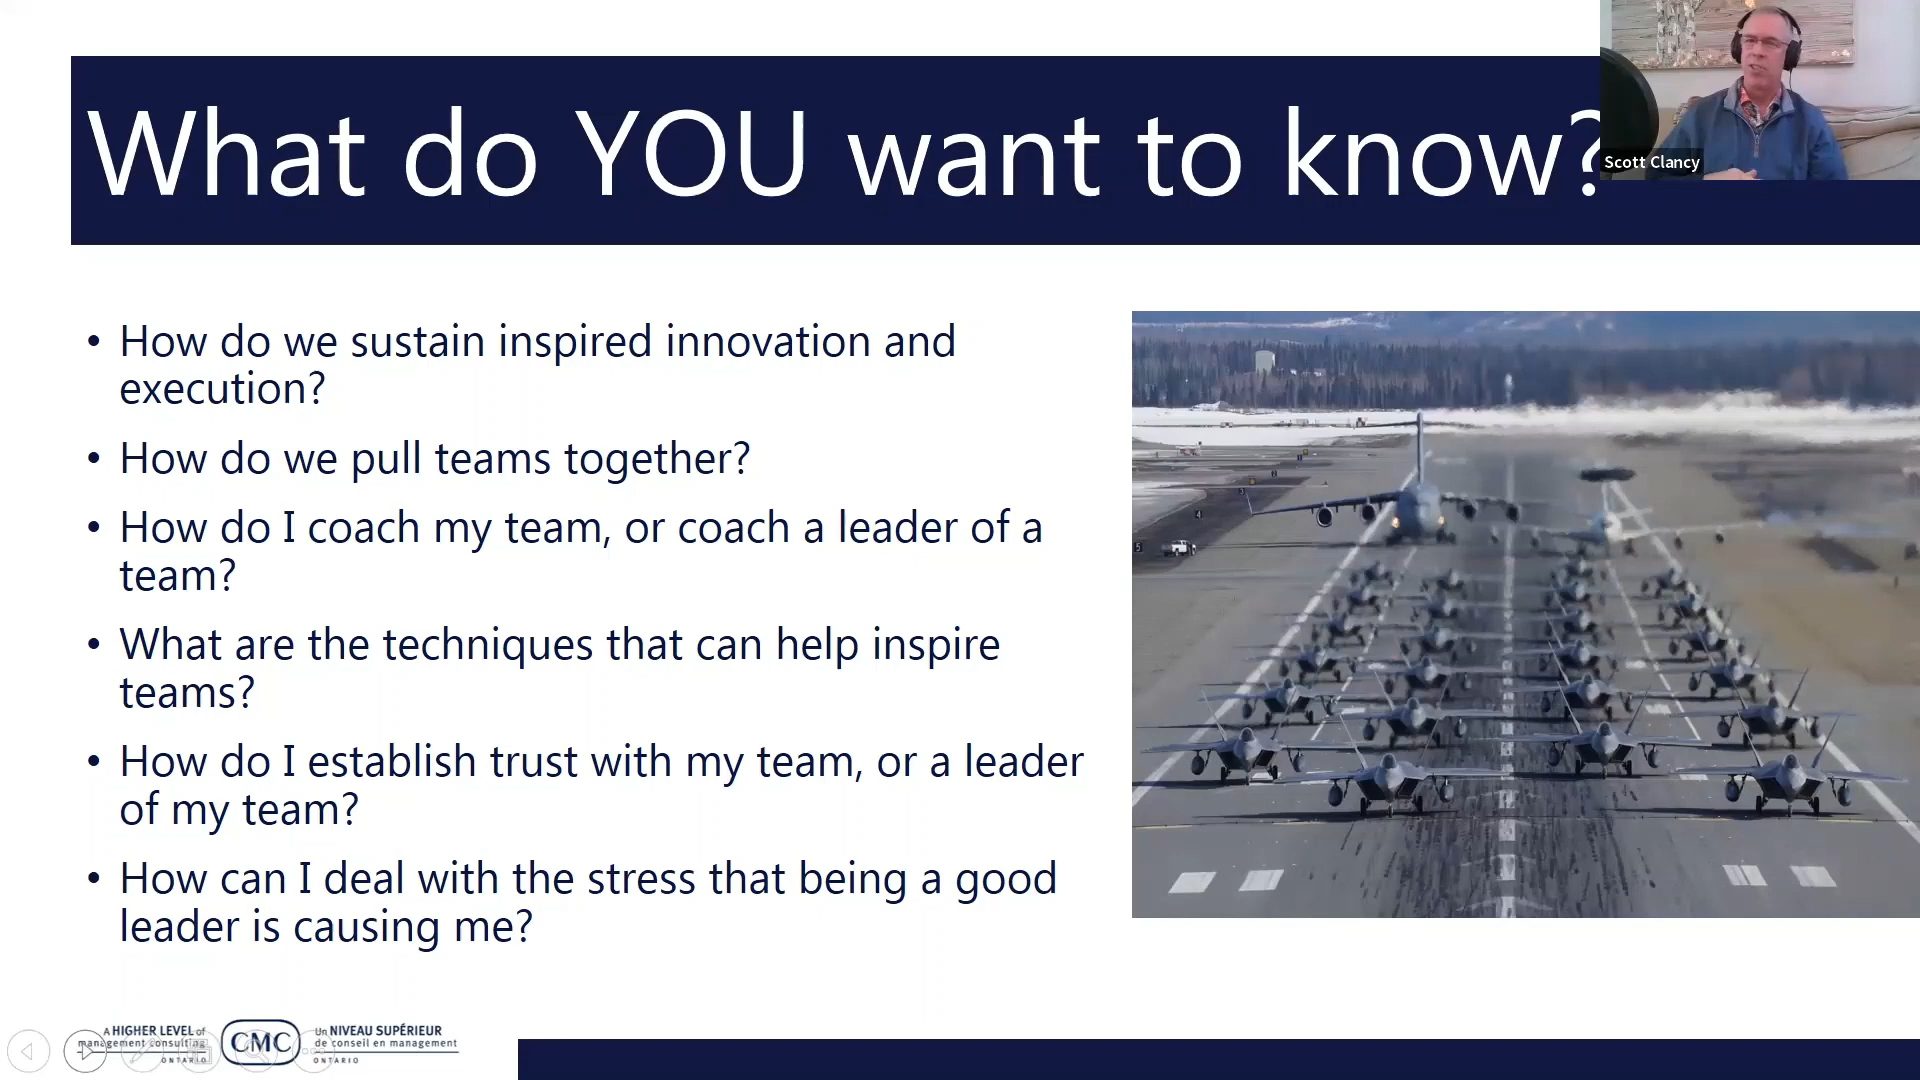 What do YOU want to know?
Scott Clancy
• How do we sustain inspired innovation and
execution?
• How do we pull teams together?
• How do I coach my team, or coach a leader of a
team?
• What are the techniques that can help inspire
teams?
• How do I establish trust with my team, or a leader
of my team?
• How can I deal with the stress that being a good
leader is causing me?
A HIGHER LEVEL of
management consulting
ONTARIO
CMC
Un NIVEAU SUPÉRIEUR
de conseil en management
ONTARIO